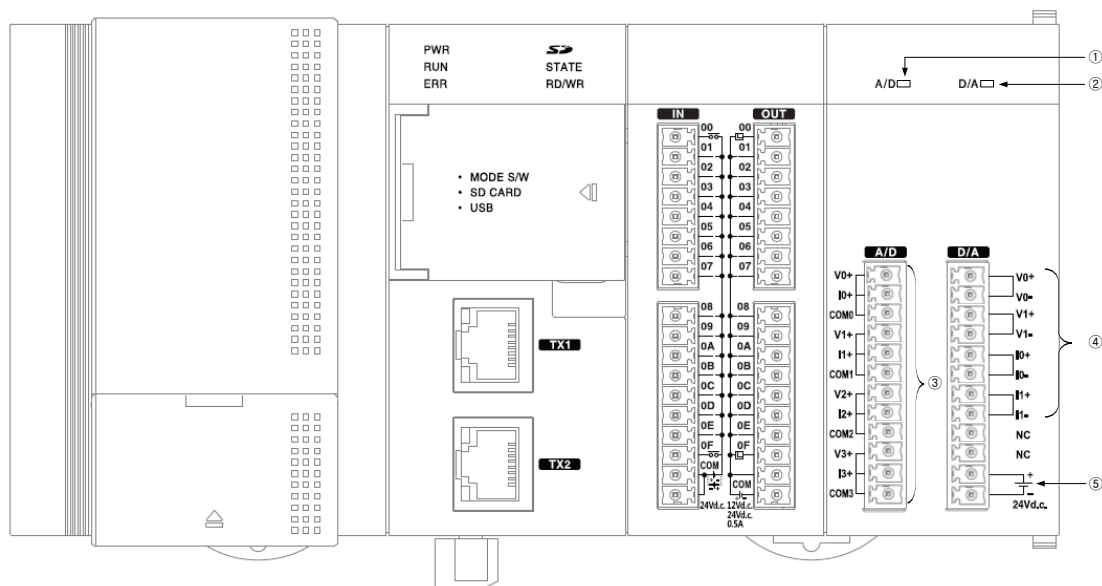 PWR
RUN
ERR
SD
STATE
RD/WR
A/D
D/A
①
②
MODE S/W
SD CARD
USB
TX1
TX2
IN
OUT
00 00
01 01
02 02
03 03
04 04
05 05
06 06
07 07
08 08
09 09
0A 0A
0B 0B
0C 0C
0D 0D
0E 0E
0F 0F
COM
COM
24Vd.c.
12Vd.c.
24Vd.c.
0.5A
A/D
V0+
I0+
COM0
V1+
I1+
COM1
V2+
I2+
COM2
V3+
I3+
COM3
③
D/A
V0+
V0-
V1+
V1-
I0+
I0-
I1+
I1-
NC
NC
+
-
24Vd.c.
④
⑤